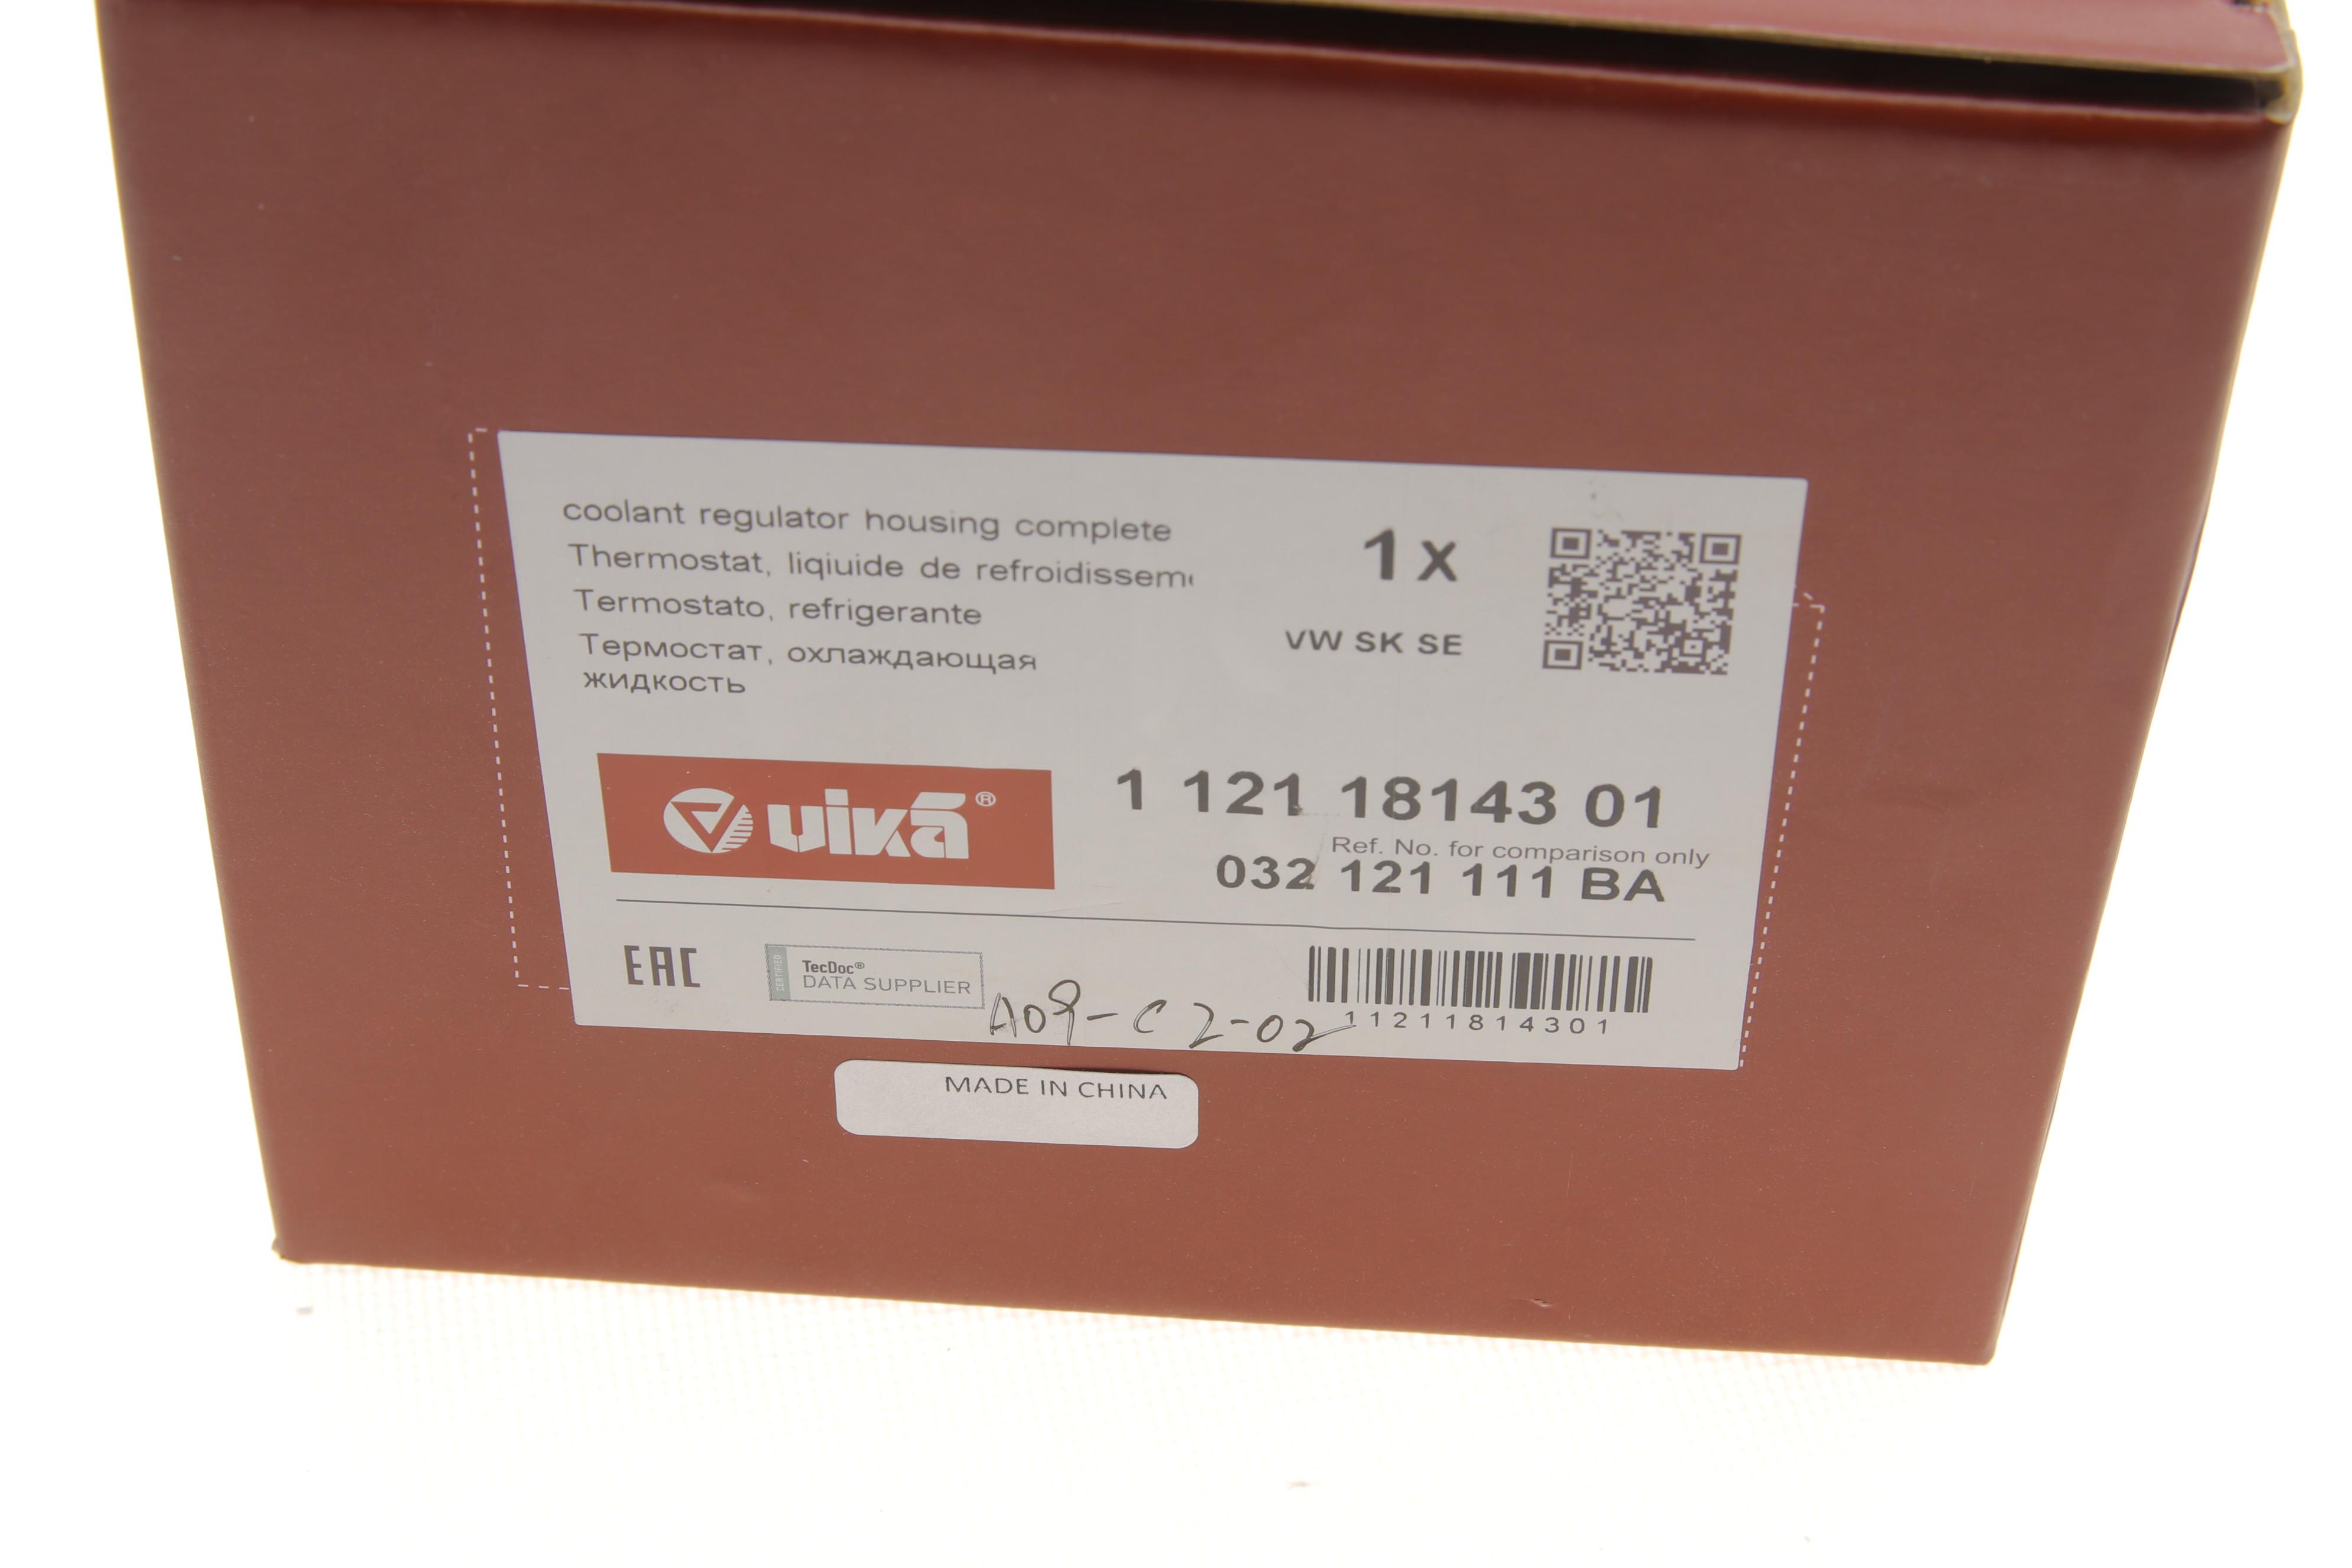 coolant regulator housing complete
Thermostat, liqiuide de refroidissem
Termostato, refrigerante
Термостат, охлаждающая
жидкость
1 x
VW SK SE
vika®
1 121 18143 01
Ref. No. for comparison only
032 121 111 BA
EAC
CERTIFIED
TecDoc®
DATA SUPPLIER
A09-C2-02
11211814301
MADE IN CHINA